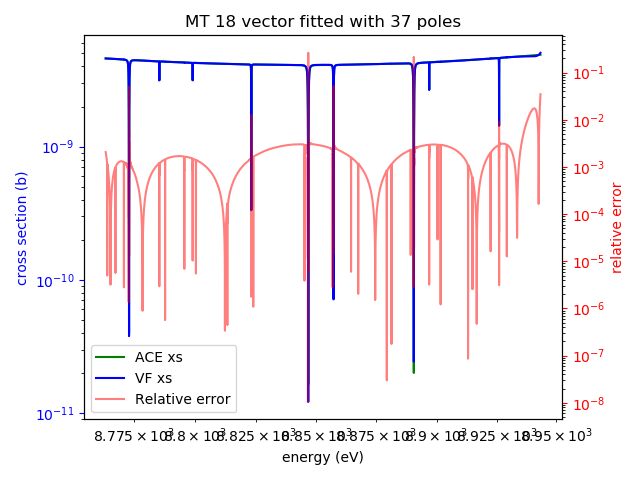 MT 18 vector fitted with 37 poles
cross section (b)
10⁻⁹
10⁻¹⁰
10⁻¹¹
10⁻¹
10⁻²
10⁻³
10⁻⁴
10⁻⁵
10⁻⁶
10⁻⁷
10⁻⁸
relative error
ACE xs
VF xs
Relative error
8.775×10³ 8.8×10³ 8.825×10³ 8.85×10³ 8.875×10³ 8.9×10³ 8.925×10³ 8.95×10³
energy (eV)